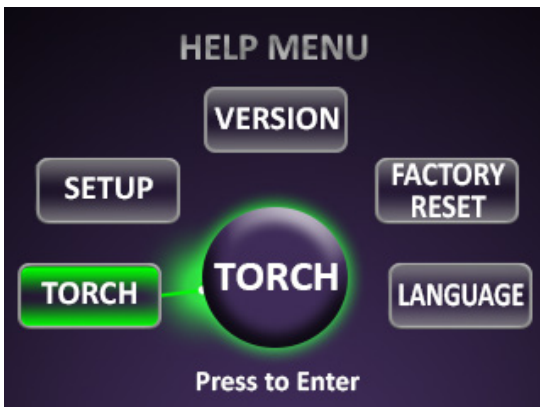 HELP MENU
VERSION
SETUP
FACTORY
RESET
TORCH
TORCH
LANGUAGE
Press to Enter